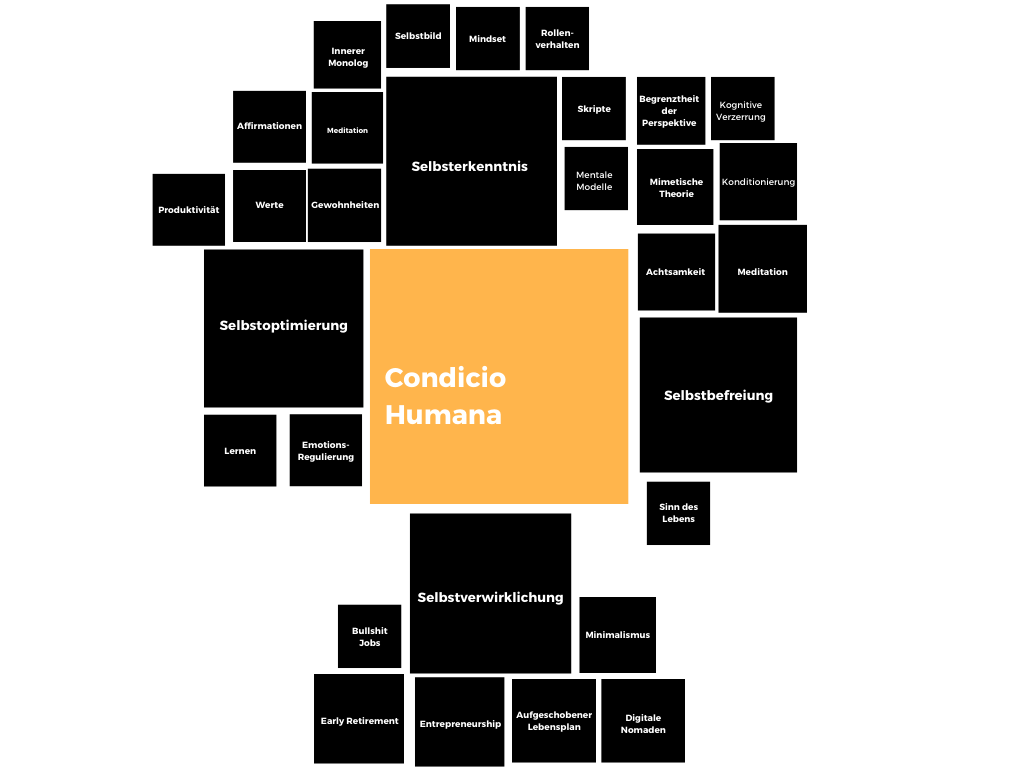 Selbstbild
Mindset
Rollen-
verhalten
Innerer
Monolog
Affirmationen
Meditation
Selbsterkenntnis
Skripte
Begrenztheit
der
Perspektive
Kognitive
Verzerrung
Mentale
Modelle
Mimetische
Theorie
Konditionierung
Produktivität
Werte
Gewohnheiten
Achtsamkeit
Meditation
Selbstoptimierung
Condicio
Humana
Selbstbefreiung
Lernen
Emotions-
Regulierung
Sinn des
Lebens
Selbstverwirklichung
Bullshit
Jobs
Minimalismus
Early Retirement
Entrepreneurship
Aufgeschobener
Lebensplan
Digitale
Nomaden